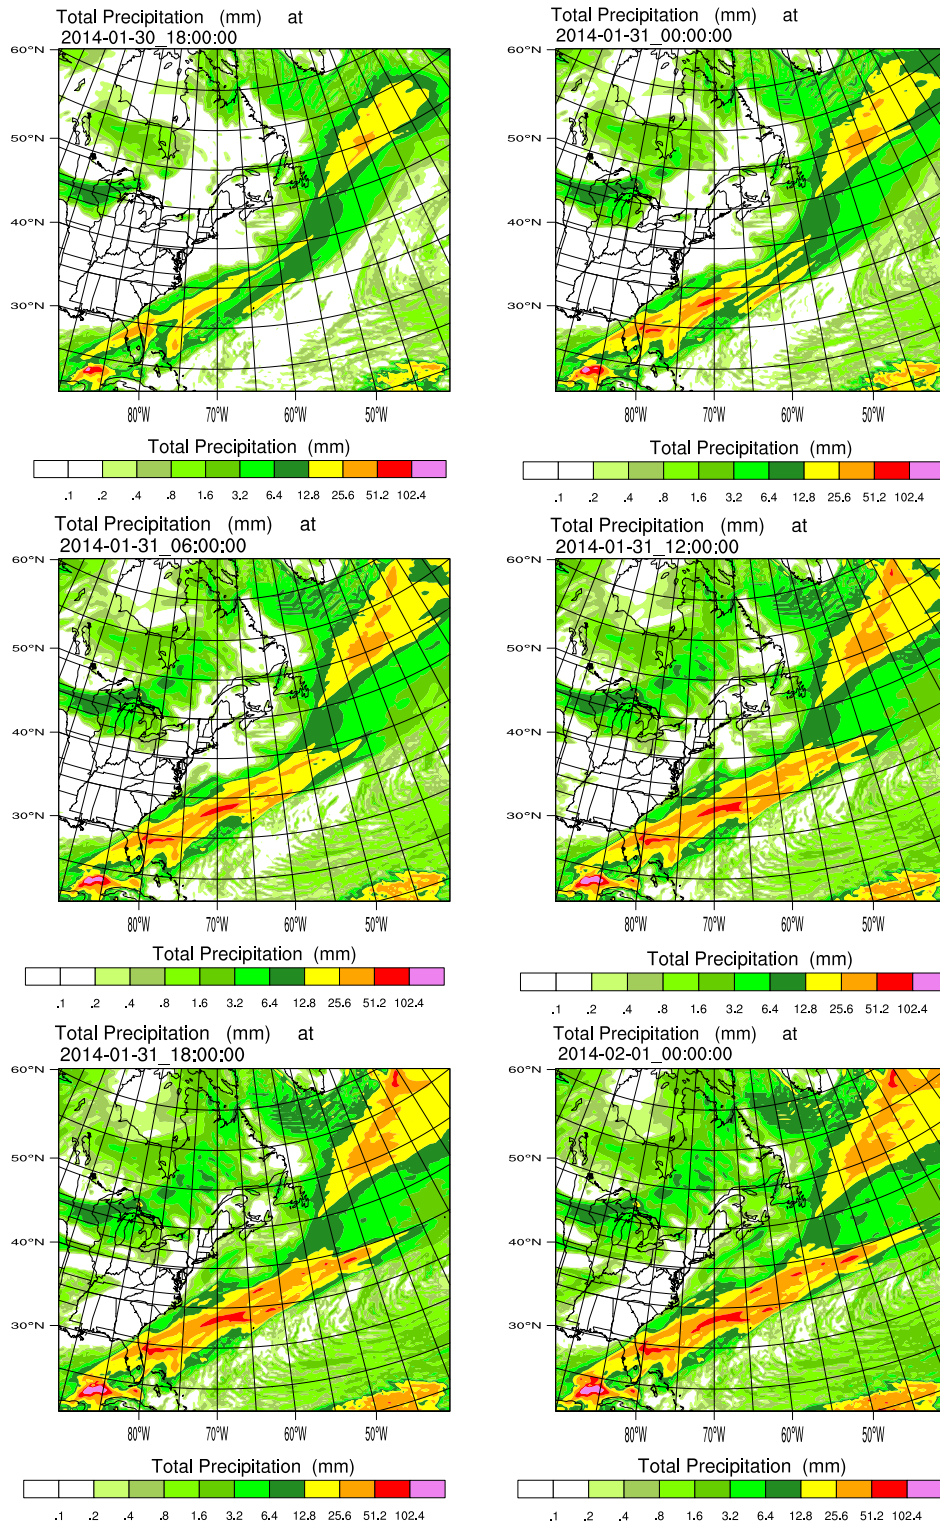 Total Precipitation (mm) at
2014-01-30_18:00:00
60°N
50°N
40°N
30°N
80°W 70°W 60°W 50°W
Total Precipitation (mm)
.1 .2 .4 .8 1.6 3.2 6.4 12.8 25.6 51.2 102.4
Total Precipitation (mm) at
2014-01-31_00:00:00
60°N
50°N
40°N
30°N
80°W 70°W 60°W 50°W
Total Precipitation (mm)
.1 .2 .4 .8 1.6 3.2 6.4 12.8 25.6 51.2 102.4
Total Precipitation (mm) at
2014-01-31_06:00:00
60°N
50°N
40°N
30°N
80°W 70°W 60°W 50°W
Total Precipitation (mm)
.1 .2 .4 .8 1.6 3.2 6.4 12.8 25.6 51.2 102.4
Total Precipitation (mm) at
2014-01-31_12:00:00
60°N
50°N
40°N
30°N
80°W 70°W 60°W 50°W
Total Precipitation (mm)
.1 .2 .4 .8 1.6 3.2 6.4 12.8 25.6 51.2 102.4
Total Precipitation (mm) at
2014-01-31_18:00:00
60°N
50°N
40°N
30°N
80°W 70°W 60°W 50°W
Total Precipitation (mm)
.1 .2 .4 .8 1.6 3.2 6.4 12.8 25.6 51.2 102.4
Total Precipitation (mm) at
2014-02-01_00:00:00
60°N
50°N
40°N
30°N
80°W 70°W 60°W 50°W
Total Precipitation (mm)
.1 .2 .4 .8 1.6 3.2 6.4 12.8 25.6 51.2 102.4